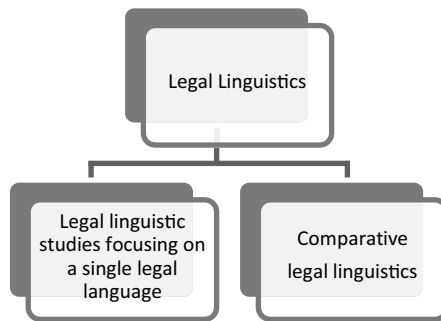 Legal Linguistics
Legal linguistic
studies focusing on
a single legal
language
Comparative
legal linguistics